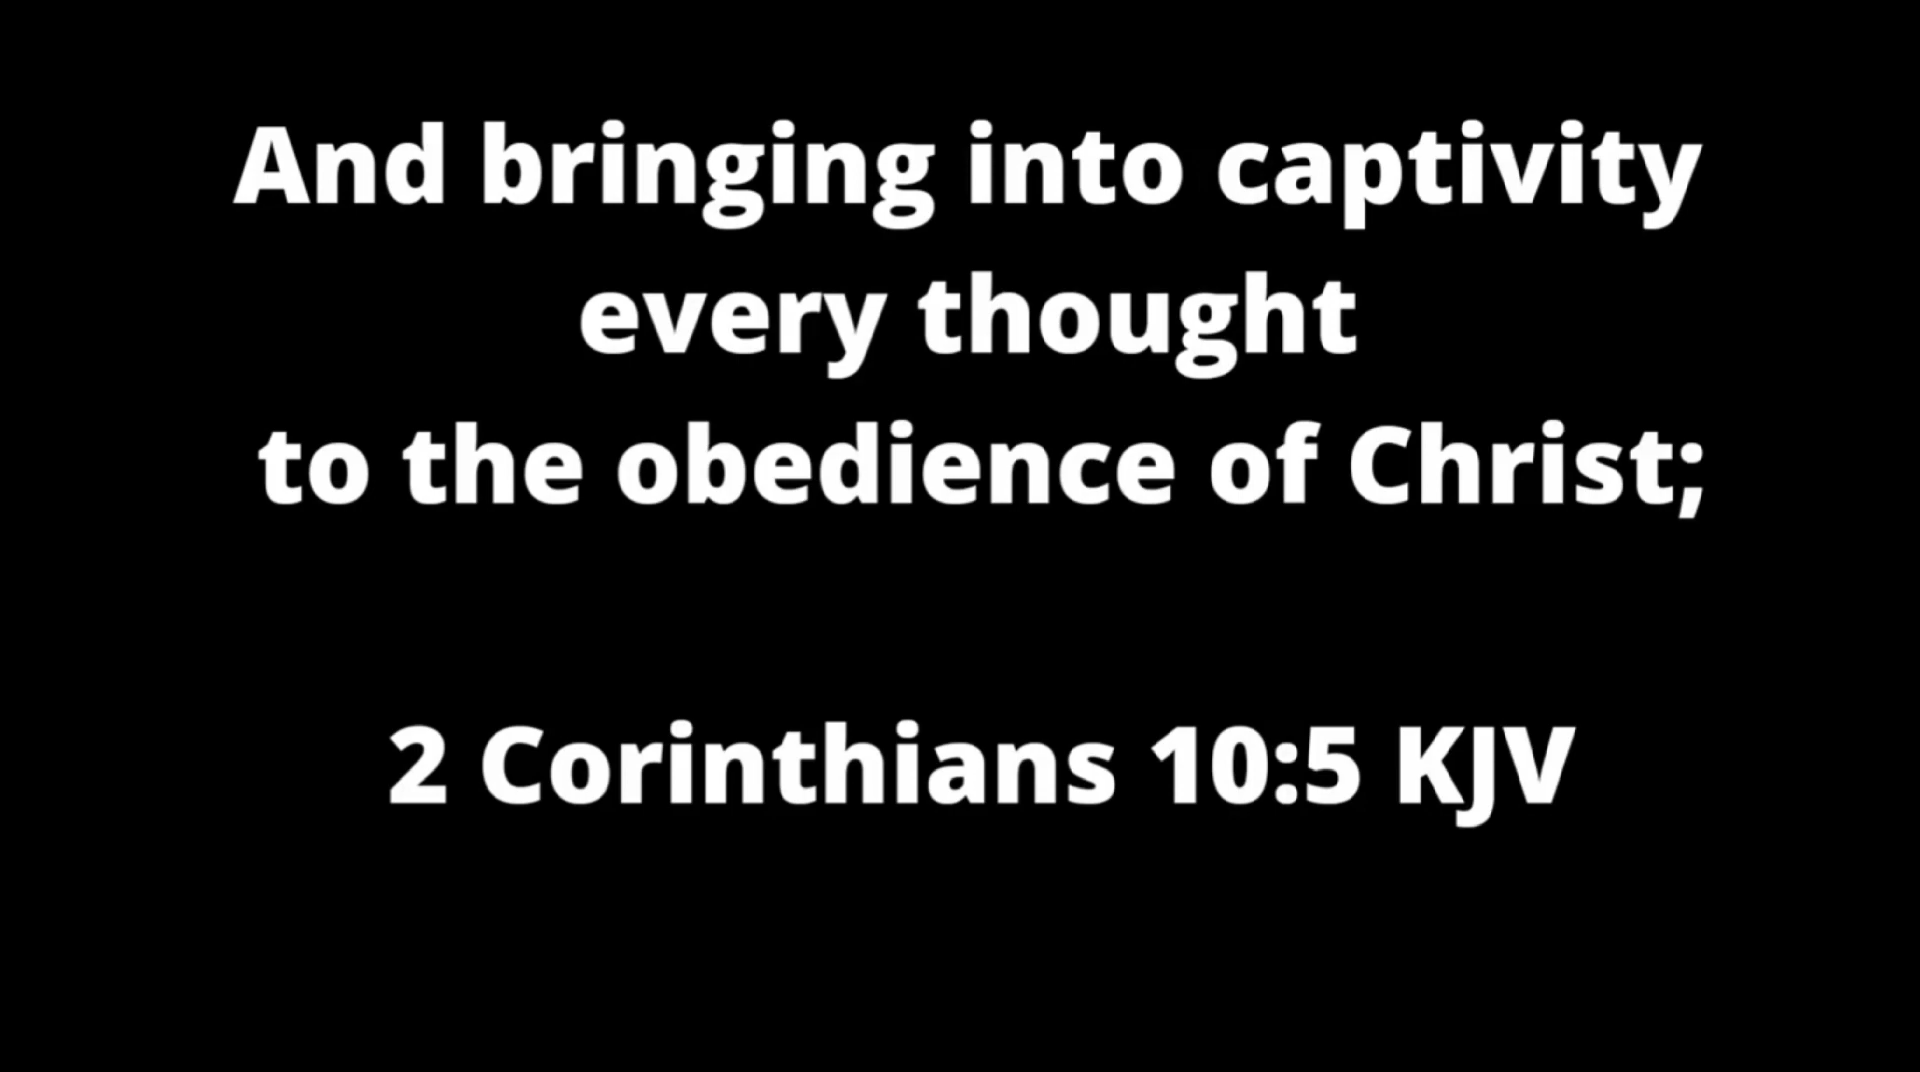 And bringing into captivity
every thought
to the obedience of Christ;
2 Corinthians 10:5 KJV